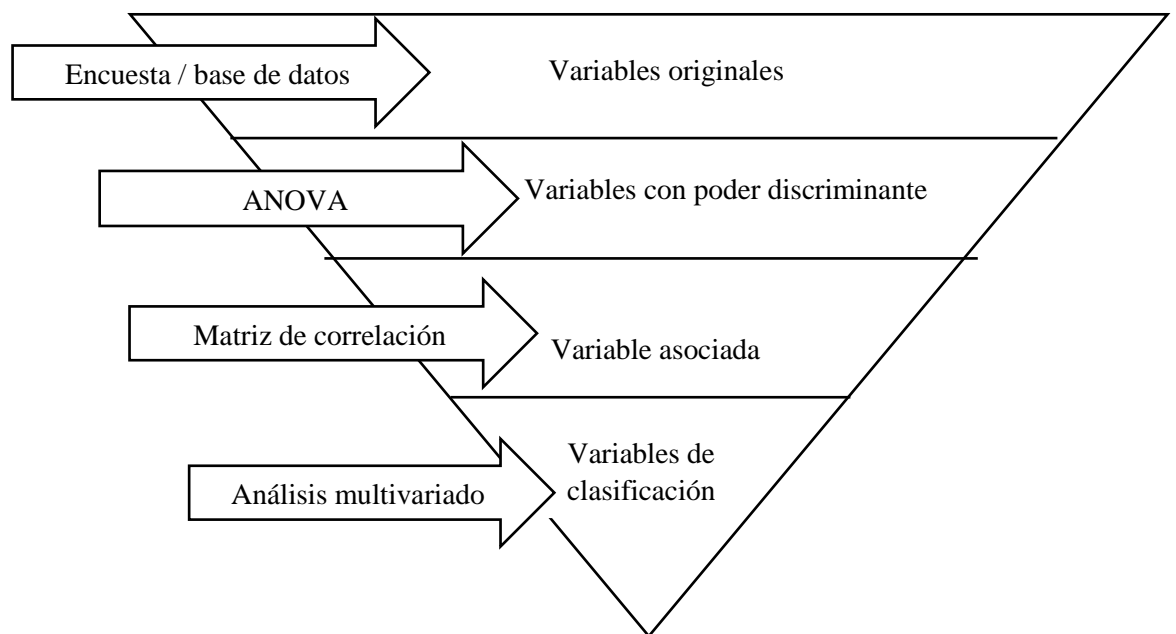 Encuesta / base de datos
Variables originales
ANOVA
Variables con poder discriminante
Matriz de correlación
Variable asociada
Análisis multivariado
Variables de
clasificación